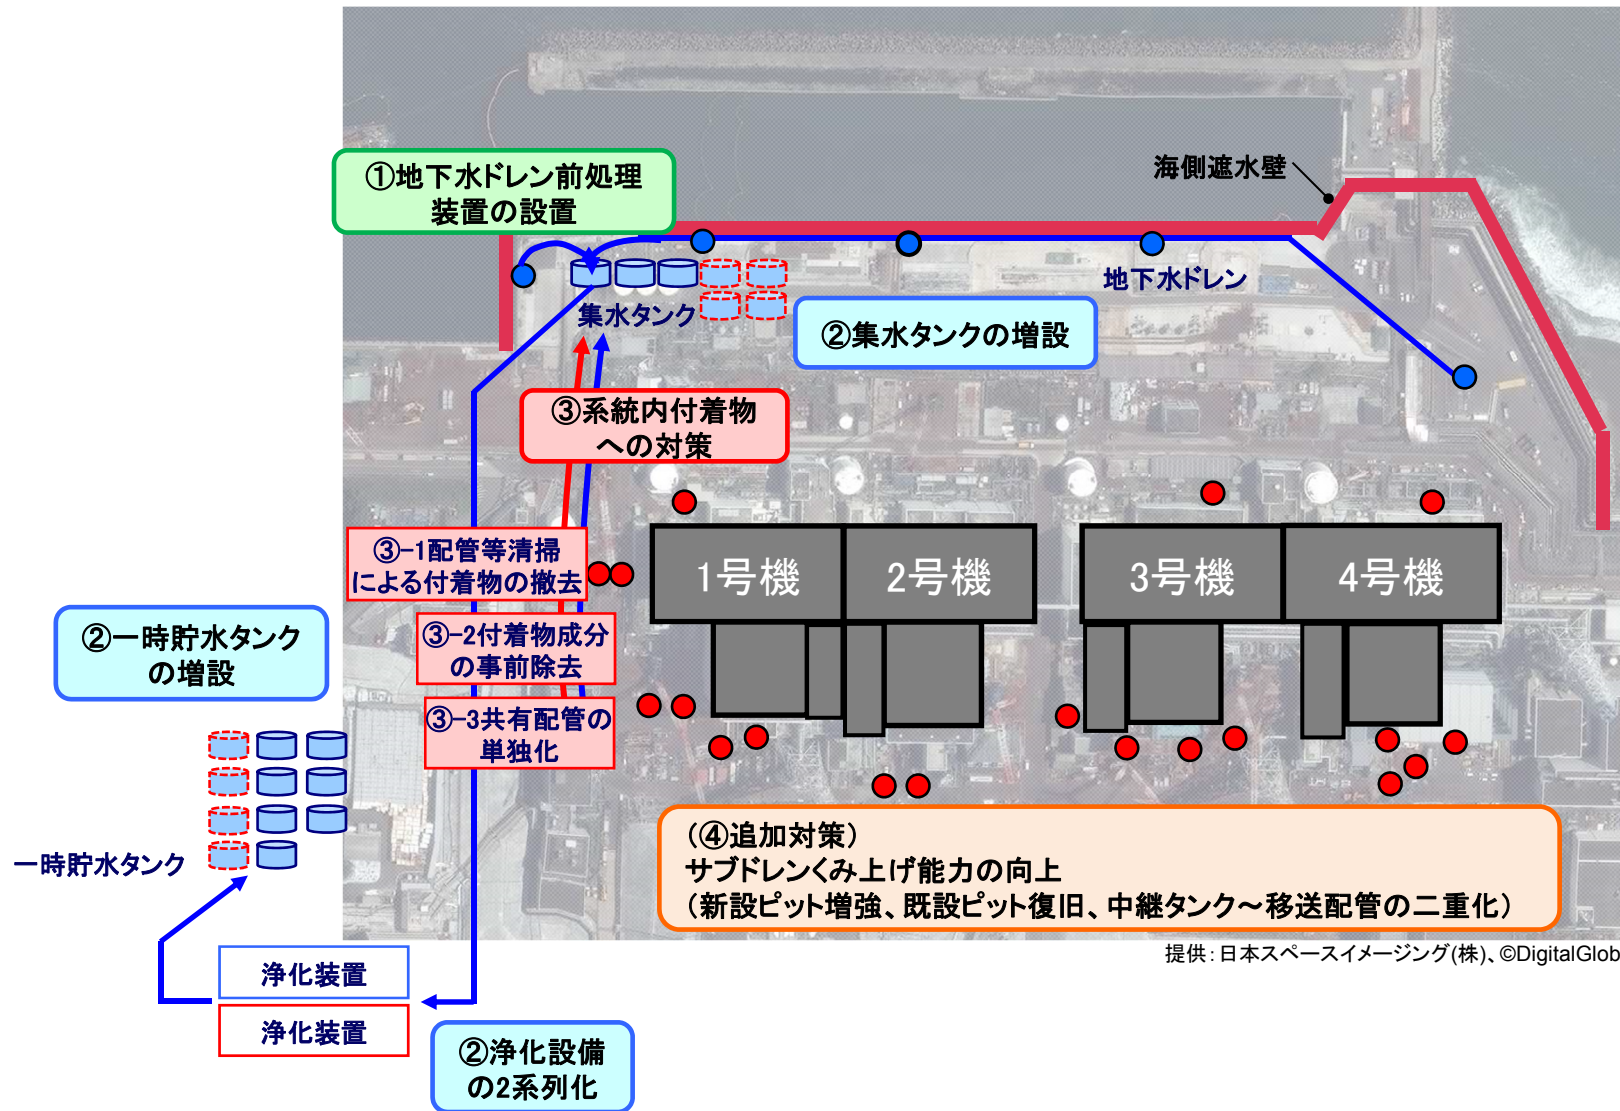 ①地下水ドレン前処理
装置の設置
海側遮水壁
地下水ドレン
集水タンク
②集水タンクの増設
③系統内付着物
への対策
③-1配管等清掃
による付着物の撤去
1号機
2号機
3号機
4号機
③-2付着物成分
の事前除去
②一時貯水タンク
の増設
③-3共有配管の
単独化
一時貯水タンク
(④追加対策)
サブドレンくみ上げ能力の向上
(新設ピット増強、既設ピット復旧、中継タンク～移送配管の二重化)
提供:日本スペースイメージング(株)、©DigitalGlob
浄化装置
浄化装置
②浄化設備
の2系列化